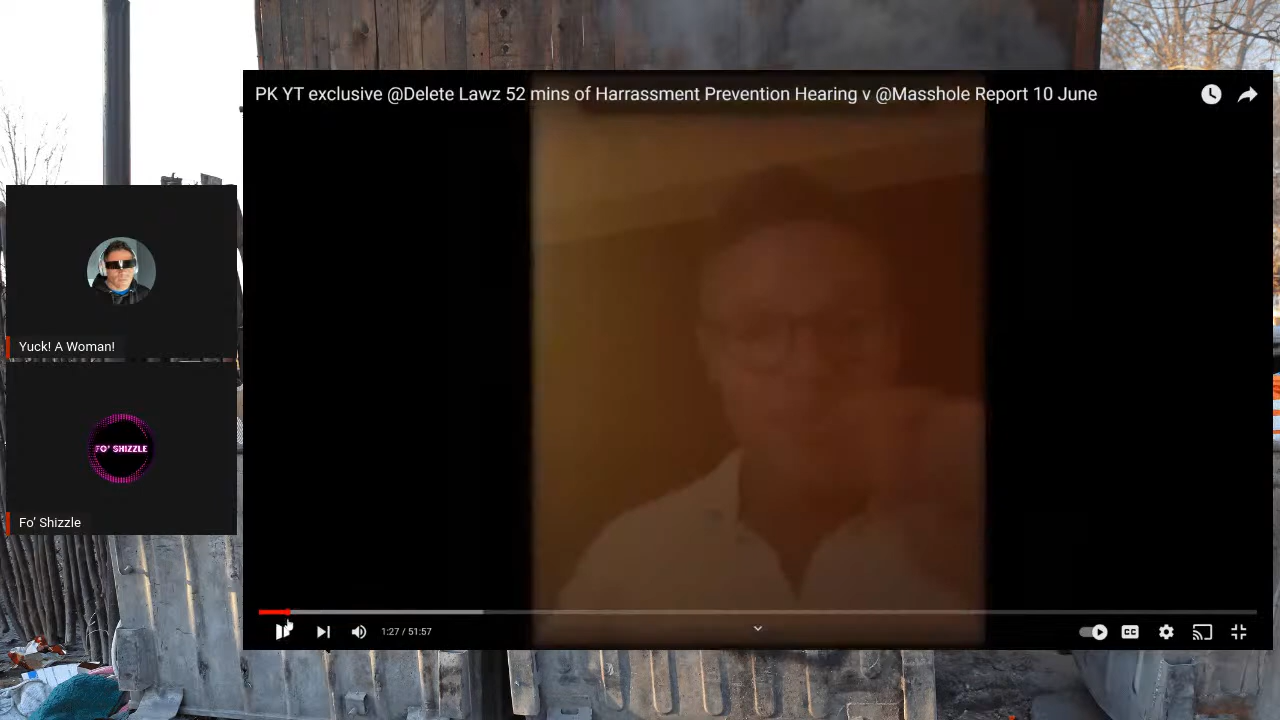 PK YT exclusive @Delete Lawz 52 mins of Harrassment Prevention Hearing v @Masshole Report 10 June
Yuck! A Woman!
FO' SHIZZLE
Fo' Shizzle
1:27 / 51:57
CC